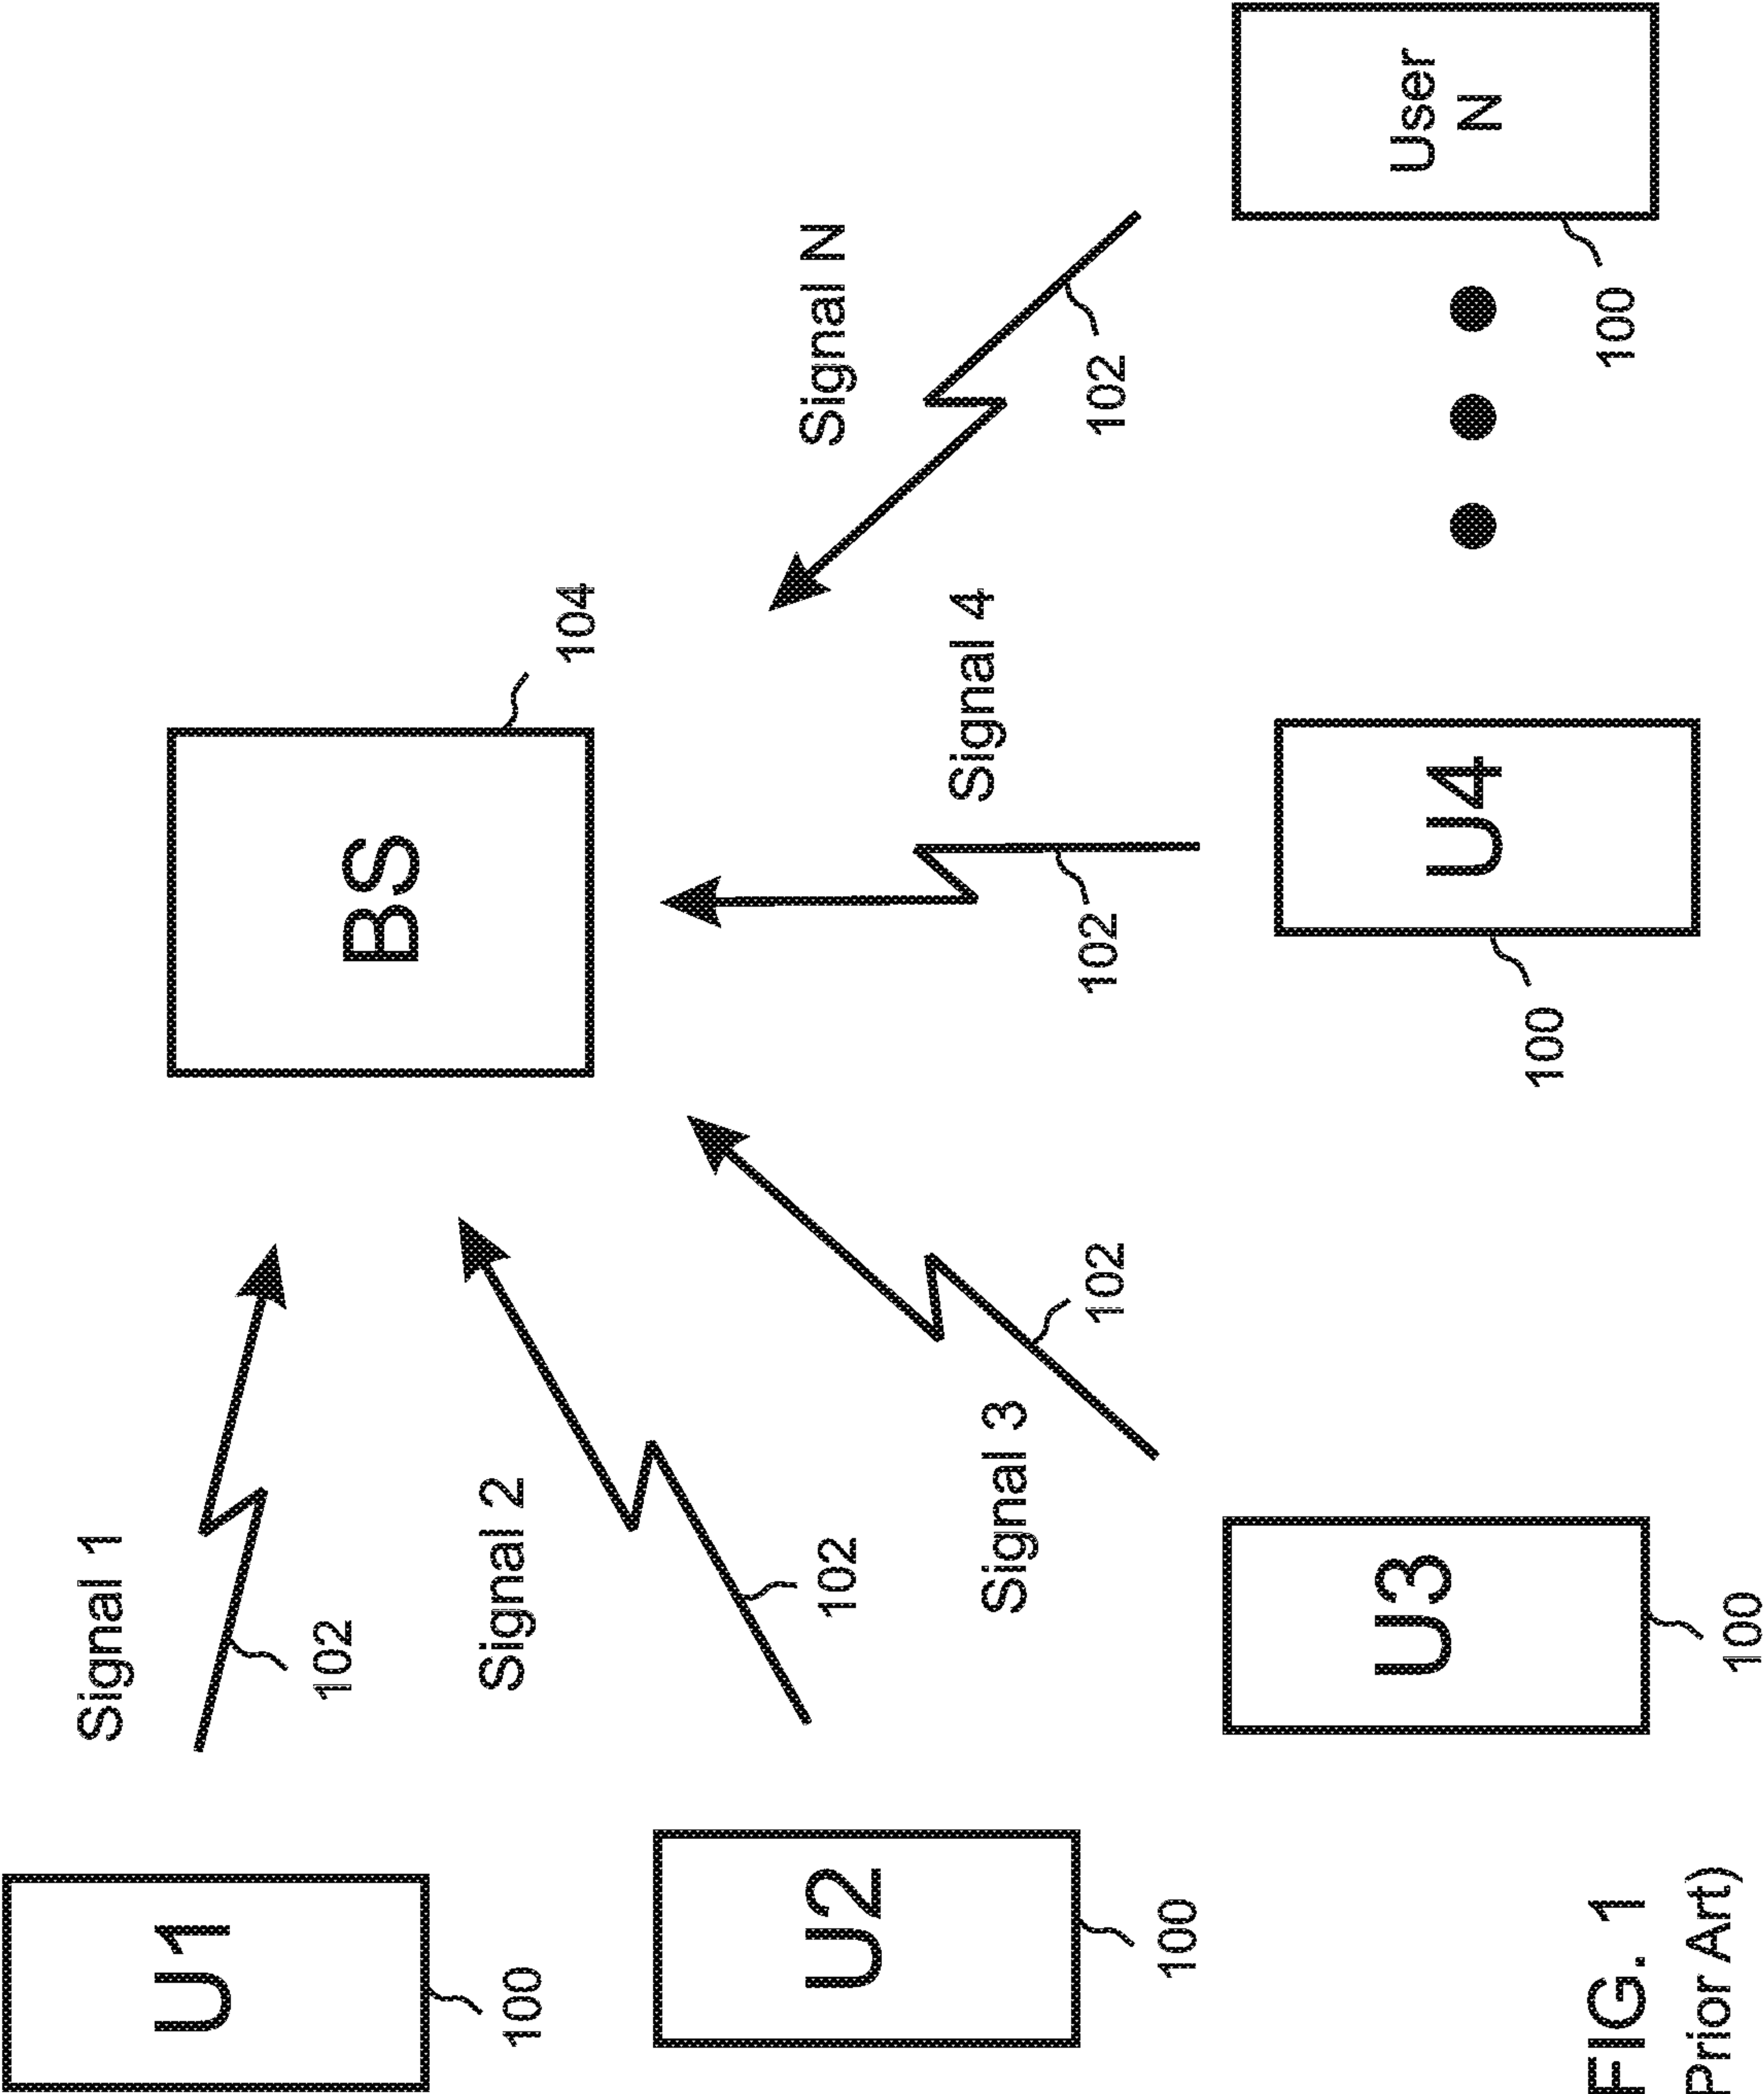 Signal 1
U1
102
BS
Signal 2
100
104
Signal N
102
U2
Signal 4
Signal 3
102
102
102
100
User
N
U3
U4
100
100
100
FIG. 1
Prior Art)